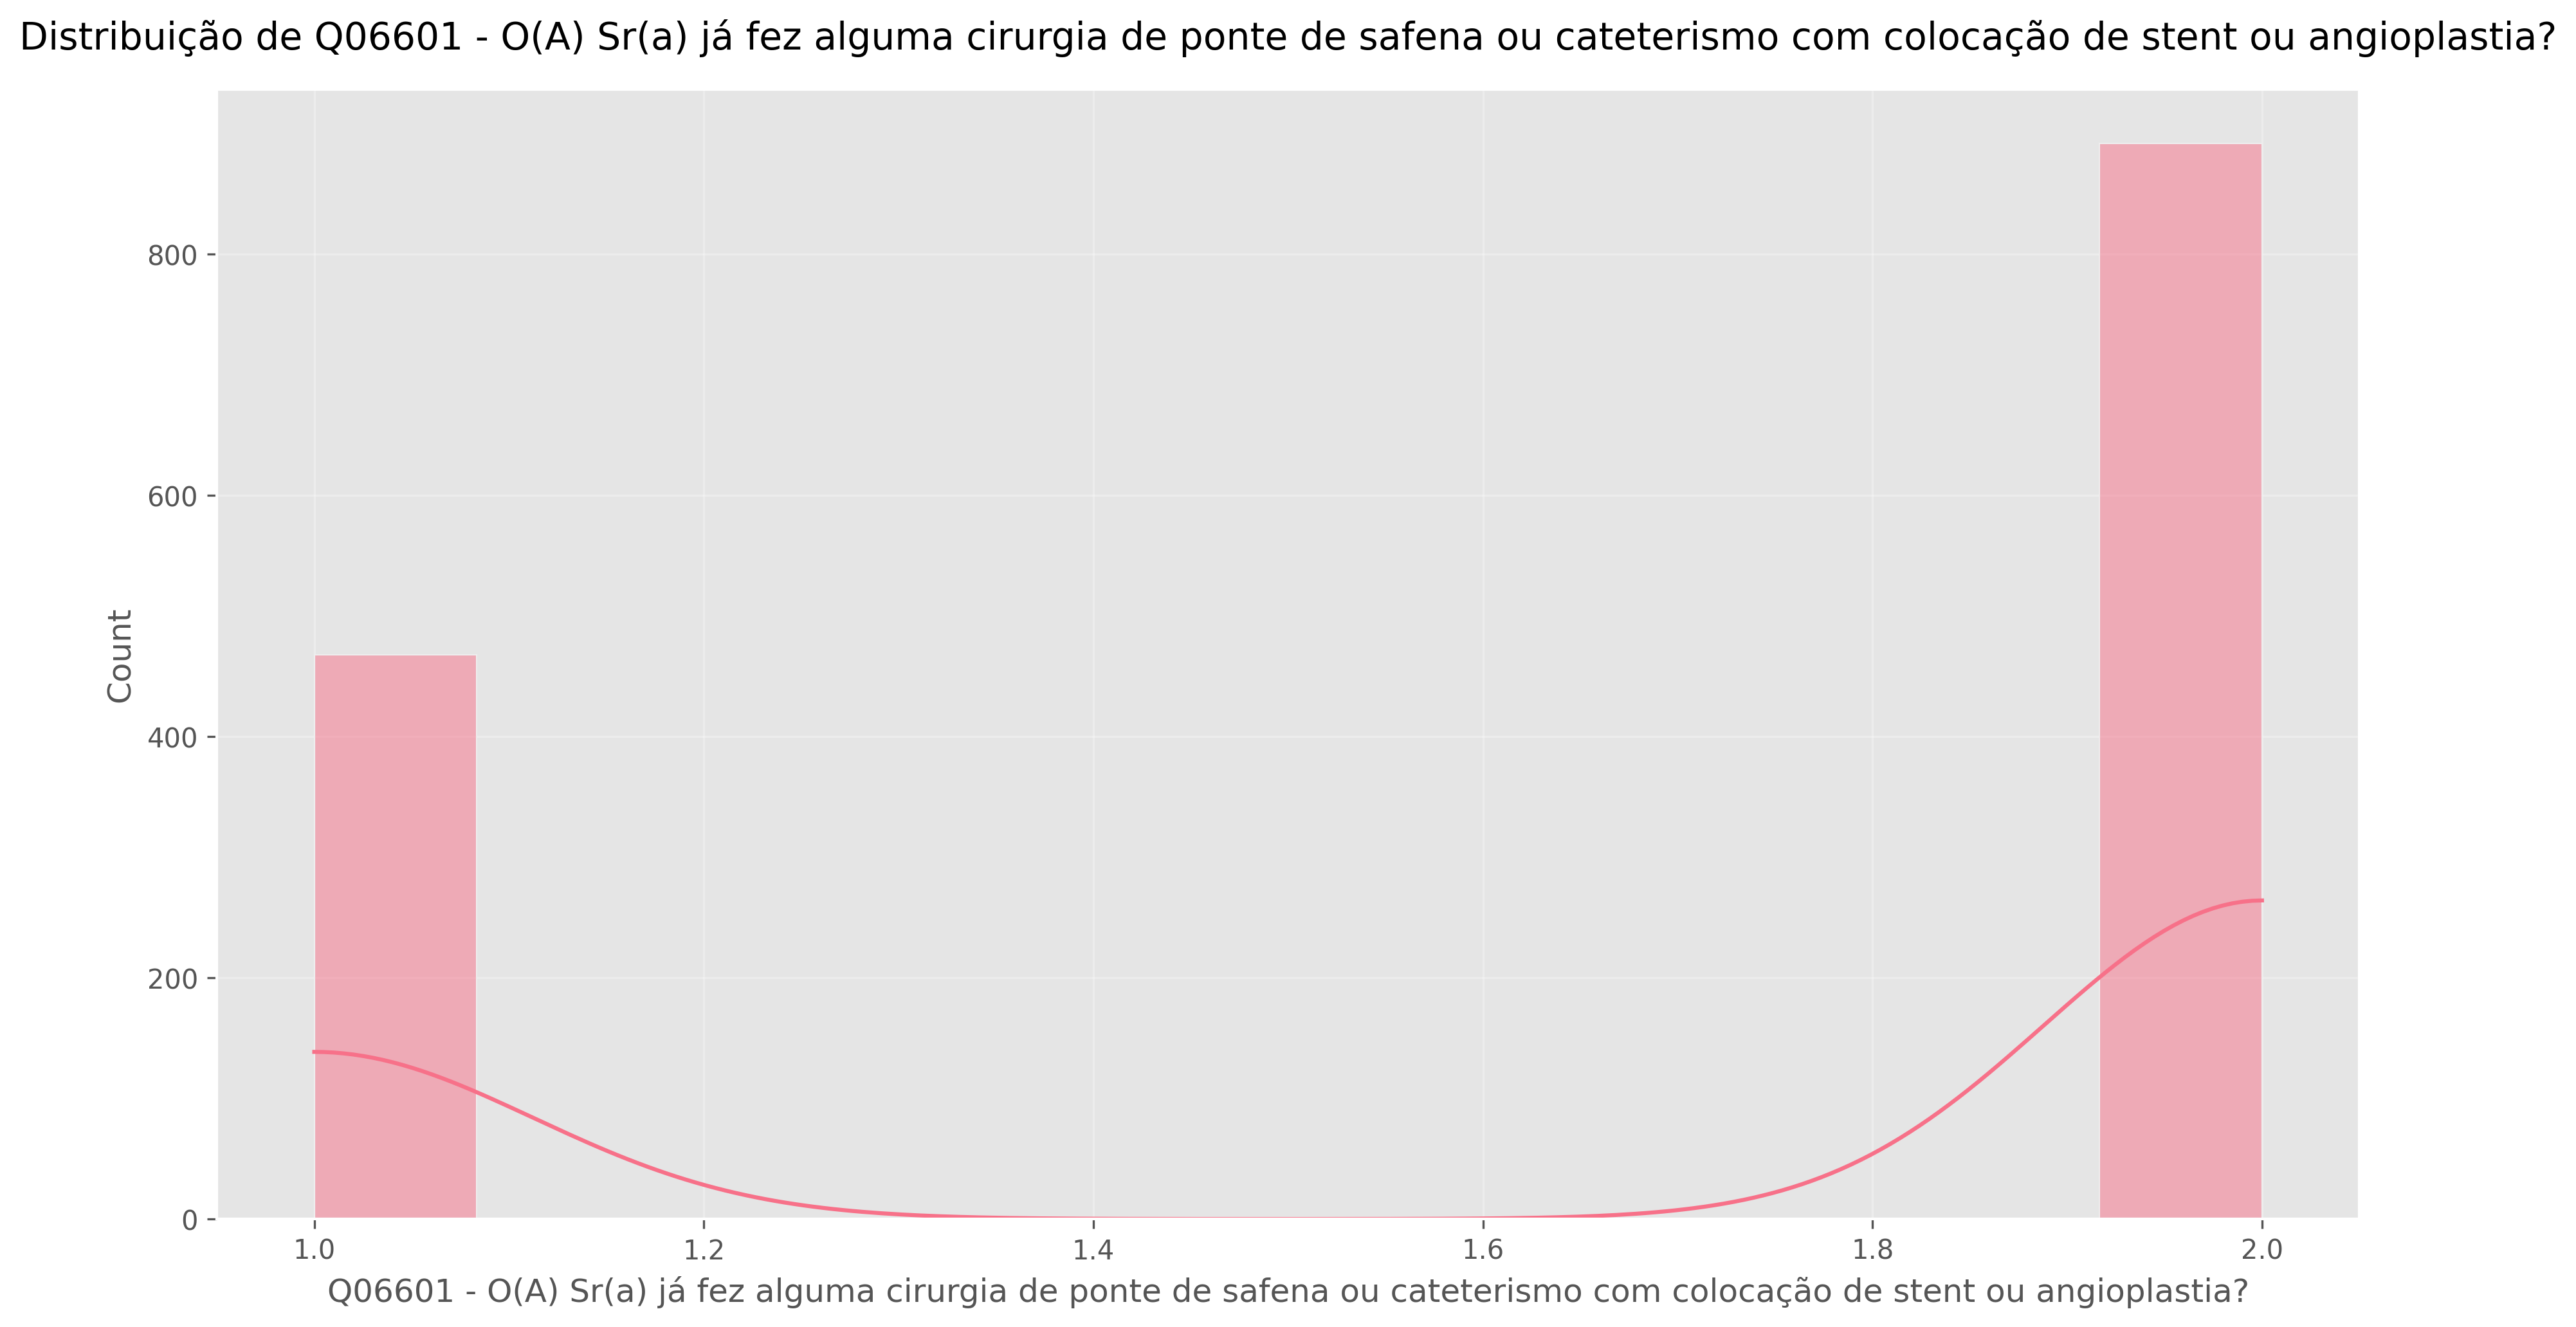 Distribuição de Q06601 - O(A) Sr(a) já fez alguma cirurgia de ponte de safena ou cateterismo com colocação de stent ou angioplastia?
Count
800
600
400
200
0
1.0 1.2 1.4 1.6 1.8 2.0
Q06601 - O(A) Sr(a) já fez alguma cirurgia de ponte de safena ou cateterismo com colocação de stent ou angioplastia?